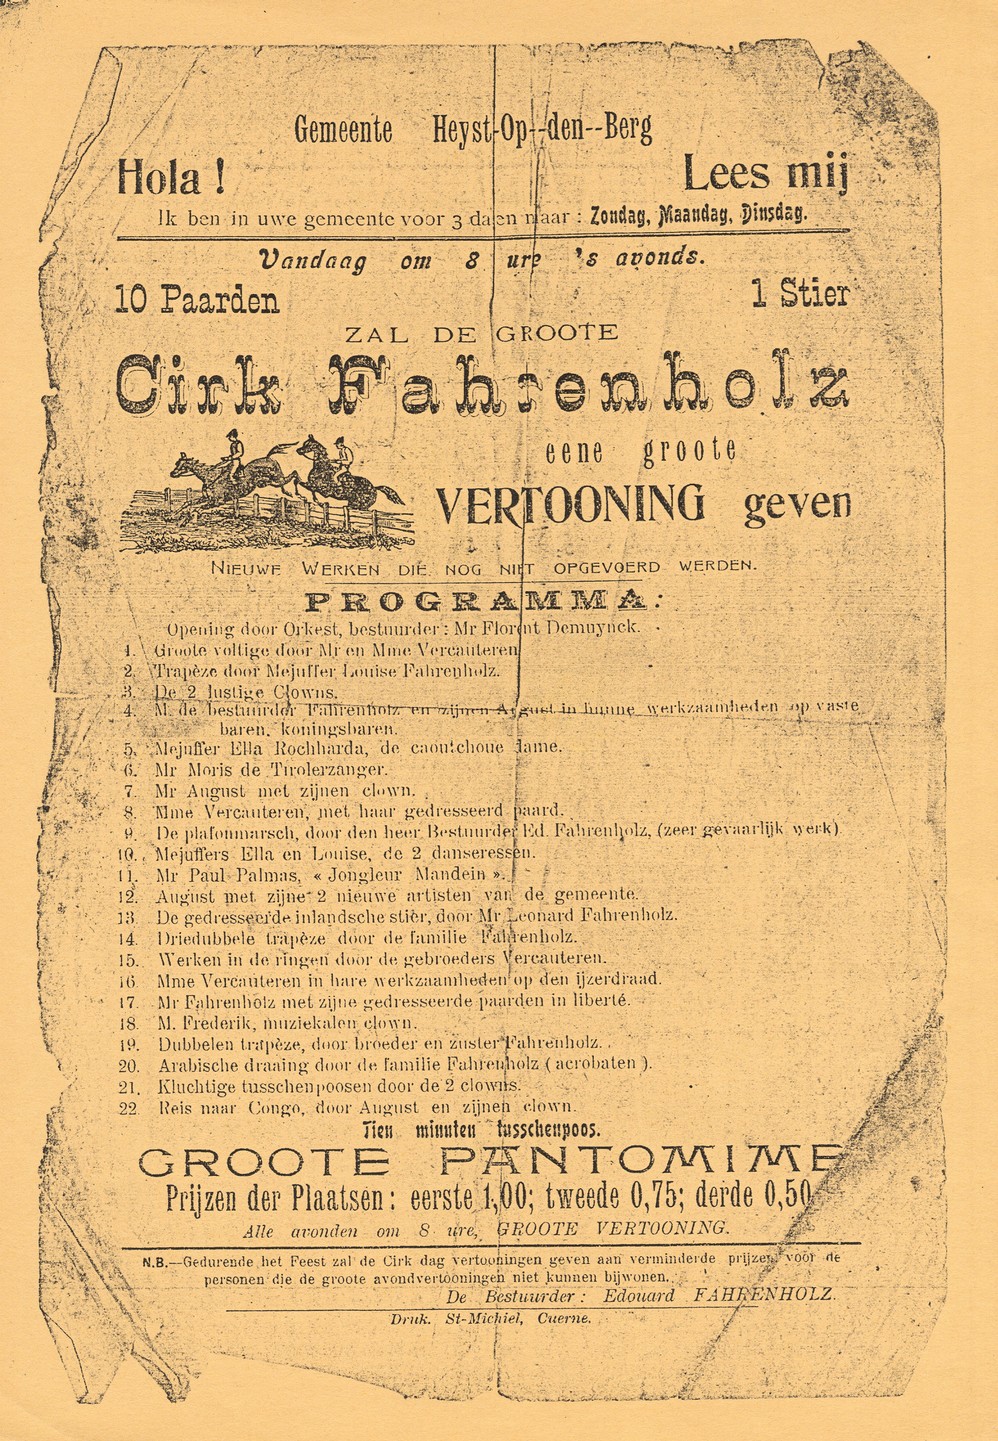 Gemeente Heyst-Op--den--Berg
Hola ! Lees mij
Ik ben in uwe gemeente voor 3 dagen maar : Zondag, Maandag, Dinsdag.
Vandaag om 8 ure 's avonds.
10 Paarden 1 Stier
ZAL DE GROOTE
Cirk Fahrenholz
eene groote
VERTOONING geven
NIEUWE WERKEN DIE NOG NIET OPGEVOERD WERDEN.
PROGRAMMA:
Opening door Orkest, bestuurder : Mr Florent Demuynck.
1. Groote voltige door Mr en Mme Vercauteren
2. Trapèze door Mejuffer Louise Fahrenholz.
3. De 2 lustige Clowns.
4. M. de bestuurder Fahrenholz en zijnen August in hunne werkzaamheden op vaste
baren, koningsbaren.
5. Mejuffer Ella Rochharda, de caoutchoue dame.
6. Mr Moris de Tirolerzanger.
7. Mr August met zijnen clown.
8. Mme Vercauteren, met haar gedresseerd paard.
9. De plafonmarsch, door den heer Bestuurder Ed. Fahrenholz, (zeer gevaarlijk werk).
10. Mejuffers Ella en Louise, de 2 danseressen.
11. Mr Paul Palmas, « Jongleur Mandein ».
12. August met zijne 2 nieuwe artisten van de gemeente.
13. De gedresseerde inlandsche stier, door Mr Leonard Fahrenholz.
14. Driedubbele trapèze door de familie Fahrenholz.
15. Werken in de ringen door de gebroeders Vercauteren.
16. Mme Vercauteren in hare werkzaamheden op den ijzerdraad.
17. Mr Fahrenholz met zijne gedresseerde paarden in liberté.
18. M. Frederik, muziekalen clown.
19. Dubbelen trapèze, door broeder en zuster Fahrenholz.
20. Arabische draaing door de familie Fahrenholz ( acrobaten ).
21. Kluchtige tusschenpoosen door de 2 clowns.
22. Reis naar Congo, door August en zijnen clown.
Tien minuten tusschenpoos.
GROOTE PANTOMIME
Prijzen der Plaatsen : eerste 1,00; tweede 0,75; derde 0,50
Alle avonden om 8 ure, GROOTE VERTOONING.
N.B.—Gedurende het Feest zal de Cirk dag vertooningen geven aan verminderde prijzen voor de
personen die de groote avondvertooningen niet kunnen bijwonen.
De Bestuurder : Edouard FAHRENHOLZ.
Druk. St-Michiel, Cuerne.